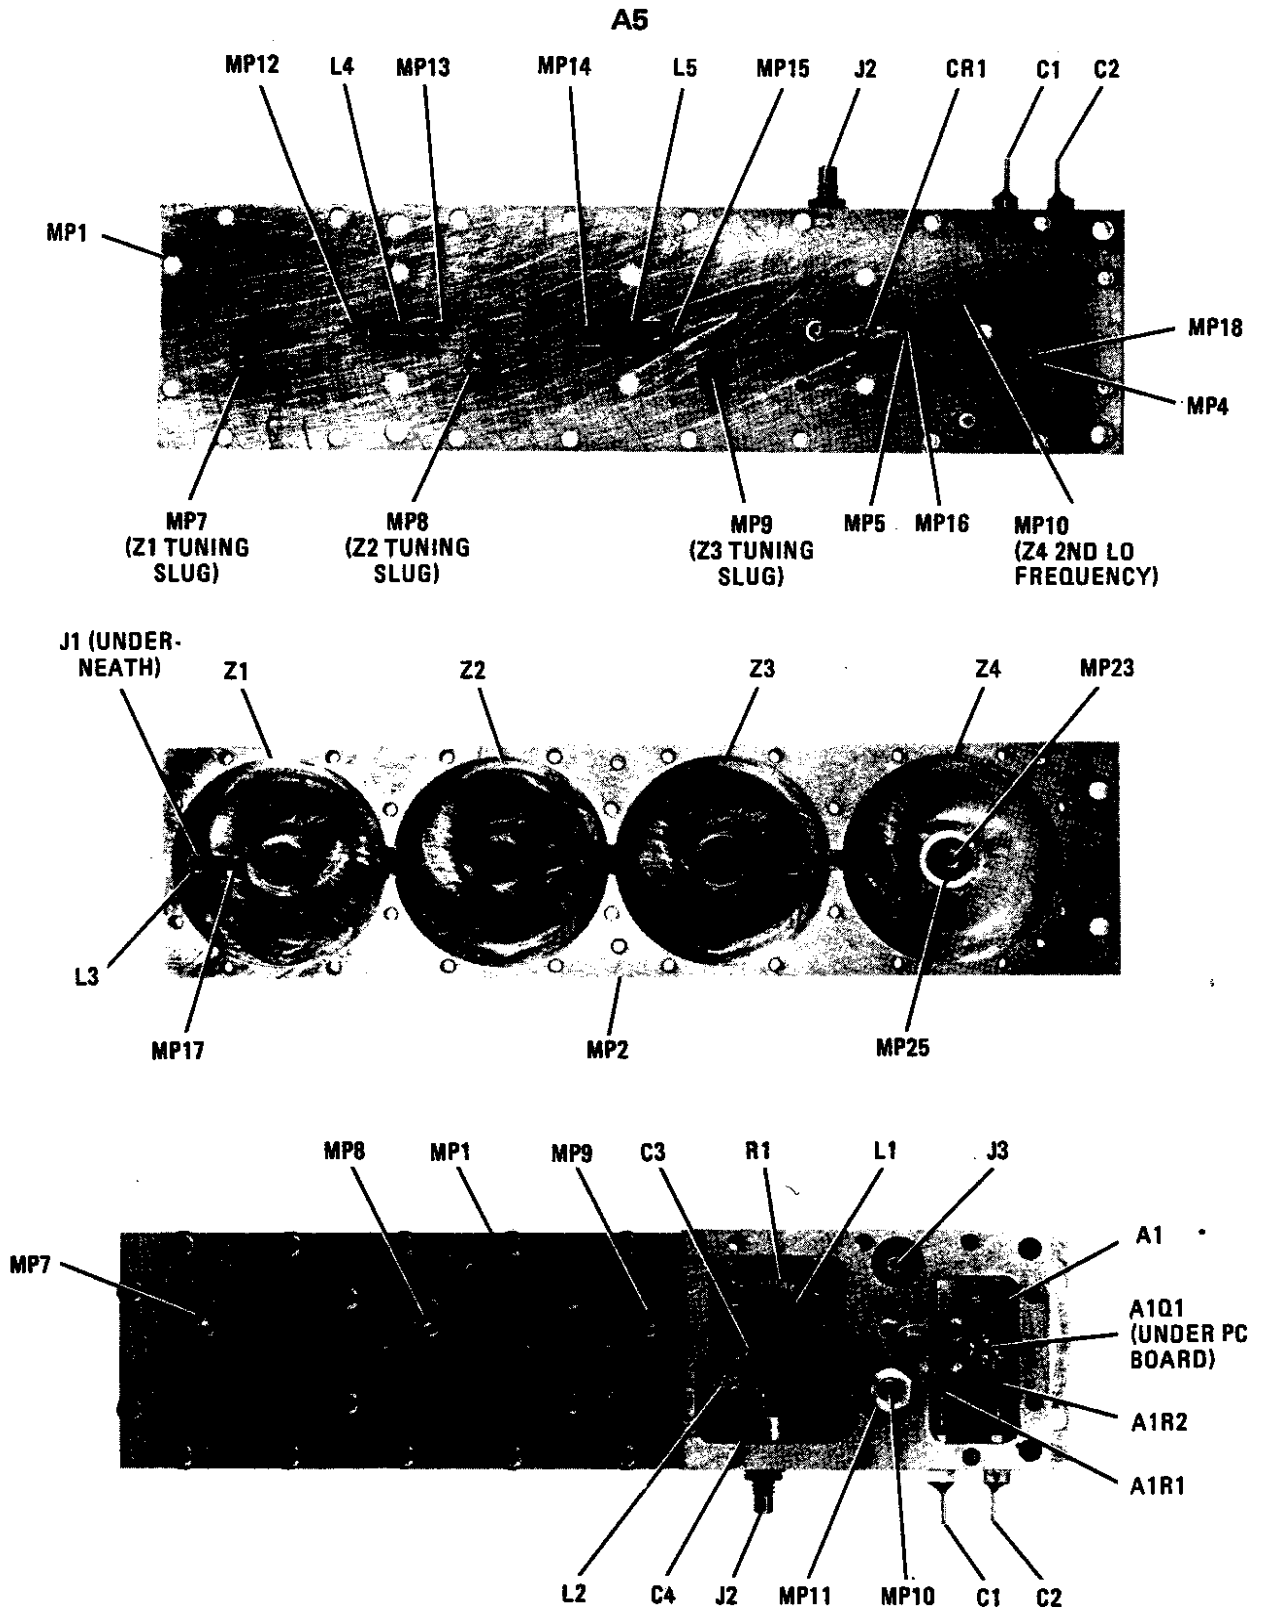 A5
MP12 L4 MP13 MP14 L5 MP15 J2 CR1 C1 C2
MP1
MP18
MP4
MP7
(Z1 TUNING
SLUG)
MP8
(Z2 TUNING
SLUG)
MP9
(Z3 TUNING
SLUG)
MP5 MP16
MP10
(Z4 2ND LO
FREQUENCY)
J1 (UNDER-
NEATH)
Z1 Z2 Z3 Z4 MP23
L3
MP17 MP2 MP25
MP8 MP1 MP9 C3 R1 L1 J3
MP7
A1
A1Q1
(UNDER PC
BOARD)
A1R2
A1R1
L2 C4 J2 MP11 MP10 C1 C2